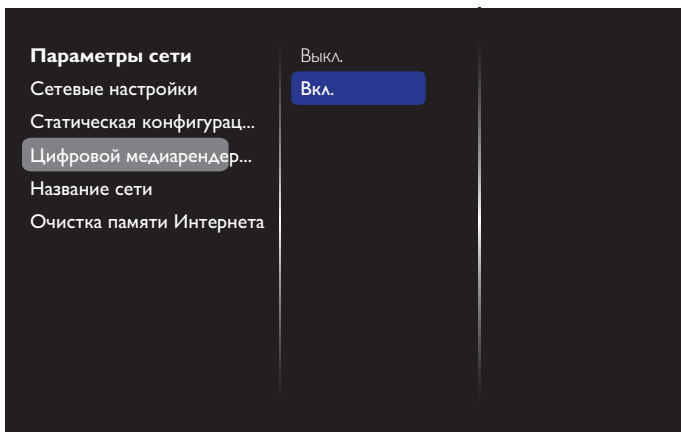 Параметры сети
Сетевые настройки
Статическая конфигурац...
Цифровой медиарендер...
Название сети
Очистка памяти Интернета
Выкл.
Вкл.